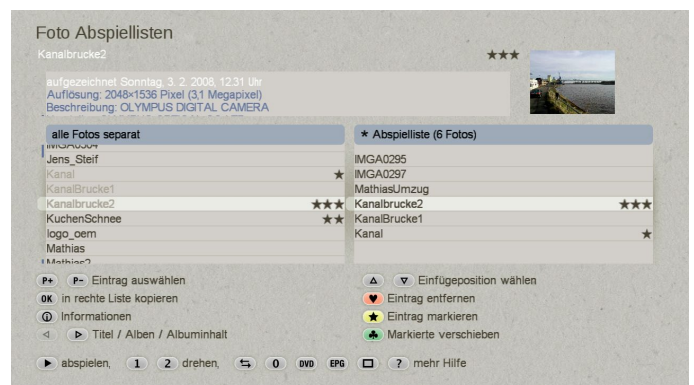 Foto Abspiellisten
Kanalbrucke2 ★★★
aufgezeichnet Sonntag, 3. 2. 2008, 12.31 Uhr
Auflösung: 2048×1536 Pixel (3,1 Megapixel)
Beschreibung: OLYMPUS DIGITAL CAMERA
alle Fotos separat
IMGA0304
Jens_Steif
Kanal ★
KanalBrucke1
Kanalbrucke2 ★★★
KuchenSchnee ★★
logo_oem
Mathias
Mathias2
★ Abspielliste (6 Fotos)
IMGA0295
IMGA0297
MathiasUmzug
Kanalbrucke2 ★★★
KanalBrucke1
Kanal ★
P+ P- Eintrag auswählen
OK in rechte Liste kopieren
Informationen
Titel / Alben / Albuminhalt
Einfügeposition wählen
Eintrag entfernen
Eintrag markieren
Markierte verschieben
abspielen, 1 2 drehen, 0 DVD EPG ? mehr Hilfe